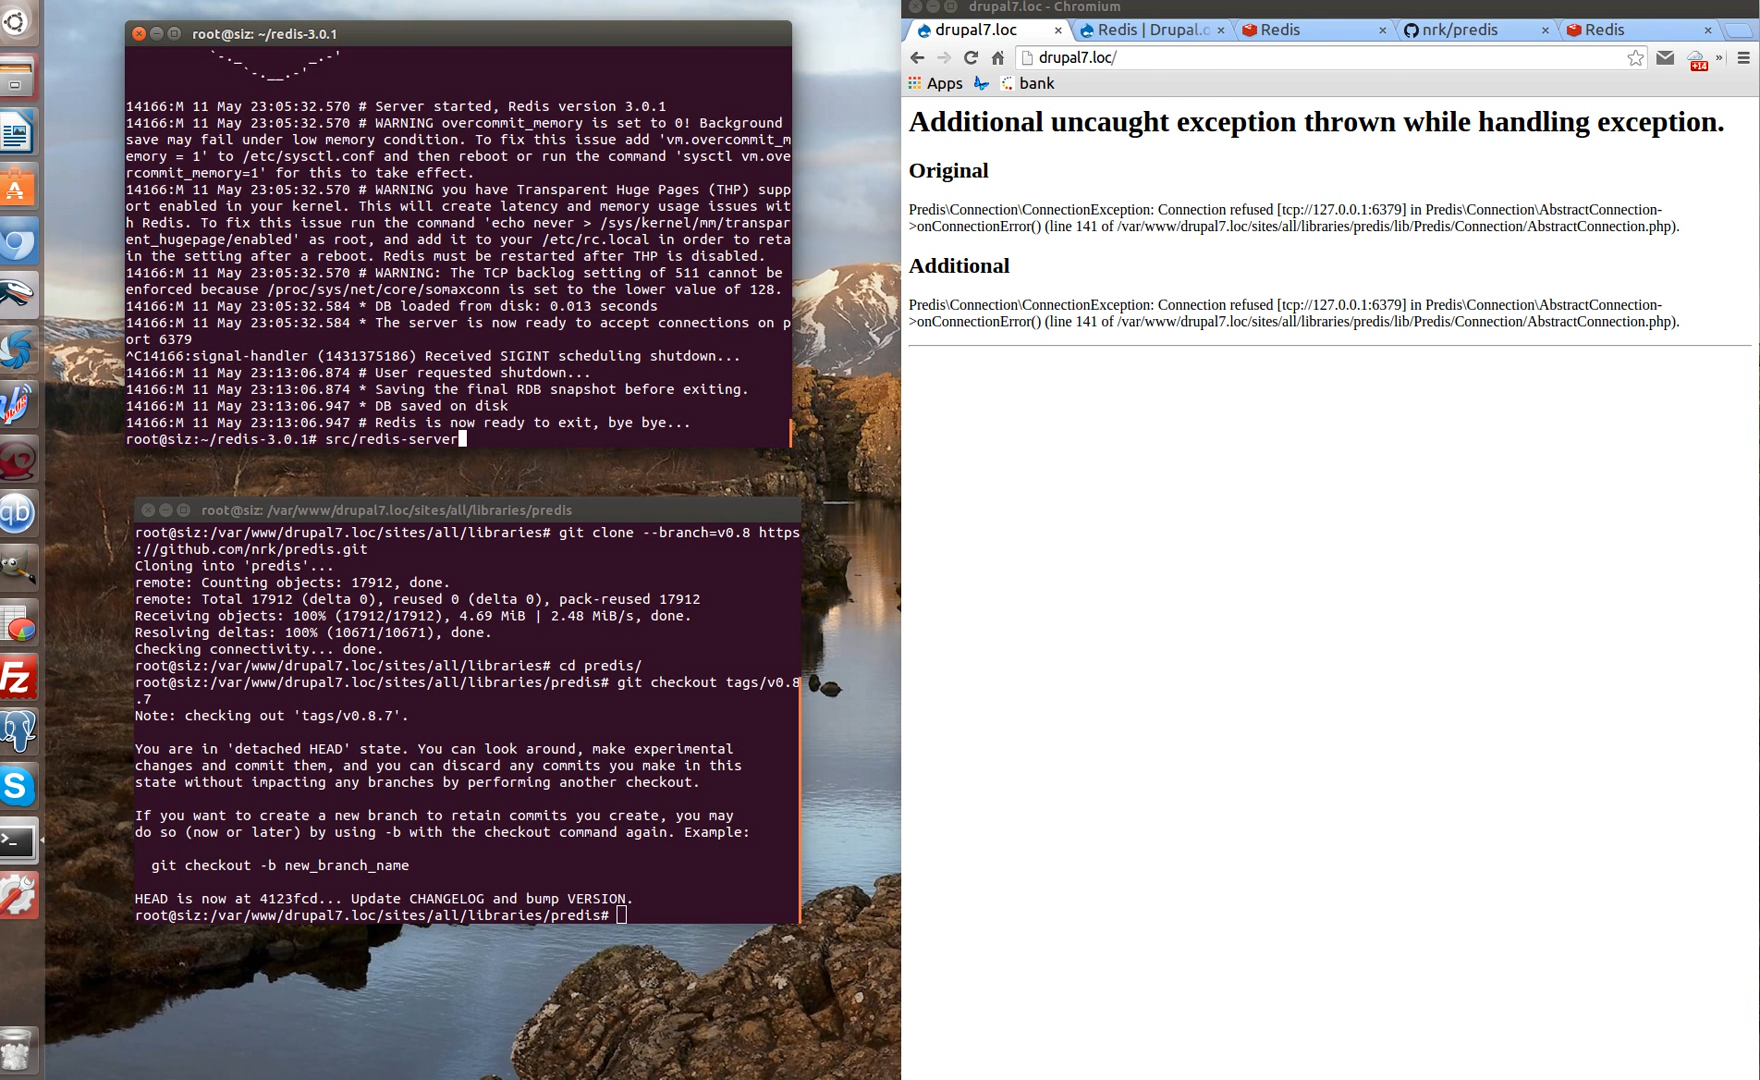 root@siz: ~/redis-3.0.1
14166:M 11 May 23:05:32.570 # Server started, Redis version 3.0.1
14166:M 11 May 23:05:32.570 # WARNING overcommit_memory is set to 0! Background
save may fail under low memory condition. To fix this issue add 'vm.overcommit_m
emory = 1' to /etc/sysctl.conf and then reboot or run the command 'sysctl vm.ove
rcommit_memory=1' for this to take effect.
14166:M 11 May 23:05:32.570 # WARNING you have Transparent Huge Pages (THP) supp
ort enabled in your kernel. This will create latency and memory usage issues wit
h Redis. To fix this issue run the command 'echo never > /sys/kernel/mm/transpar
ent_hugepage/enabled' as root, and add it to your /etc/rc.local in order to reta
in the setting after a reboot. Redis must be restarted after THP is disabled.
14166:M 11 May 23:05:32.570 # WARNING: The TCP backlog setting of 511 cannot be
enforced because /proc/sys/net/core/somaxconn is set to the lower value of 128.
14166:M 11 May 23:05:32.584 * DB loaded from disk: 0.013 seconds
14166:M 11 May 23:05:32.584 * The server is now ready to accept connections on p
ort 6379
^C14166:signal-handler (1431375186) Received SIGINT scheduling shutdown...
14166:M 11 May 23:13:06.874 # User requested shutdown...
14166:M 11 May 23:13:06.874 * Saving the final RDB snapshot before exiting.
14166:M 11 May 23:13:06.947 * DB saved on disk
14166:M 11 May 23:13:06.947 # Redis is now ready to exit, bye bye...
root@siz:~/redis-3.0.1# src/redis-server
root@siz: /var/www/drupal7.loc/sites/all/libraries/predis
root@siz:/var/www/drupal7.loc/sites/all/libraries# git clone --branch=v0.8 https
://github.com/nrk/predis.git
Cloning into 'predis'...
remote: Counting objects: 17912, done.
remote: Total 17912 (delta 0), reused 0 (delta 0), pack-reused 17912
Receiving objects: 100% (17912/17912), 4.69 MiB | 2.48 MiB/s, done.
Resolving deltas: 100% (10671/10671), done.
Checking connectivity... done.
root@siz:/var/www/drupal7.loc/sites/all/libraries# cd predis/
root@siz:/var/www/drupal7.loc/sites/all/libraries/predis# git checkout tags/v0.8
.7
Note: checking out 'tags/v0.8.7'.
You are in 'detached HEAD' state. You can look around, make experimental
changes and commit them, and you can discard any commits you make in this
state without impacting any branches by performing another checkout.
If you want to create a new branch to retain commits you create, you may
do so (now or later) by using -b with the checkout command again. Example:
git checkout -b new_branch_name
HEAD is now at 4123fcd... Update CHANGELOG and bump VERSION.
root@siz:/var/www/drupal7.loc/sites/all/libraries/predis#
drupal7.loc - Chromium
drupal7.loc Redis | Drupal.o Redis nrk/predis Redis
drupal7.loc/
+14
Apps bank
Additional uncaught exception thrown while handling exception.
Original
Predis\Connection\ConnectionException: Connection refused [tcp://127.0.0.1:6379] in Predis\Connection\AbstractConnection-
>onConnectionError() (line 141 of /var/www/drupal7.loc/sites/all/libraries/predis/lib/Predis/Connection/AbstractConnection.php).
Additional
Predis\Connection\ConnectionException: Connection refused [tcp://127.0.0.1:6379] in Predis\Connection\AbstractConnection-
>onConnectionError() (line 141 of /var/www/drupal7.loc/sites/all/libraries/predis/lib/Predis/Connection/AbstractConnection.php).